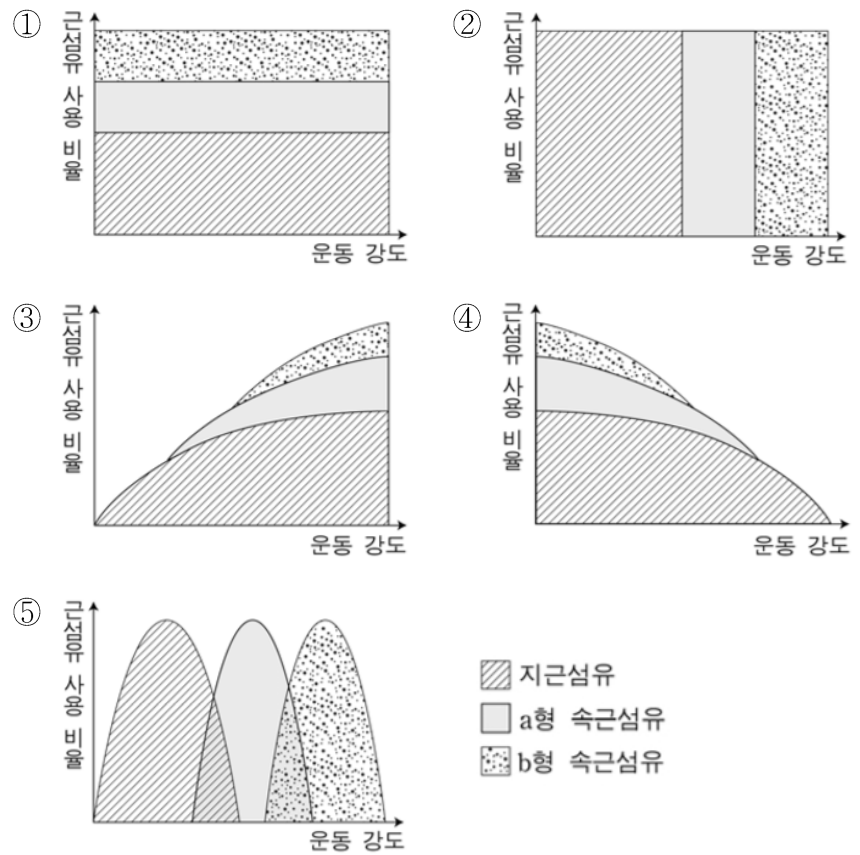 ①
근섬유 사용 비율
운동 강도
②
근섬유 사용 비율
운동 강도
③
근섬유 사용 비율
운동 강도
④
근섬유 사용 비율
운동 강도
⑤
근섬유 사용 비율
운동 강도
지근섬유
a형 속근섬유
b형 속근섬유